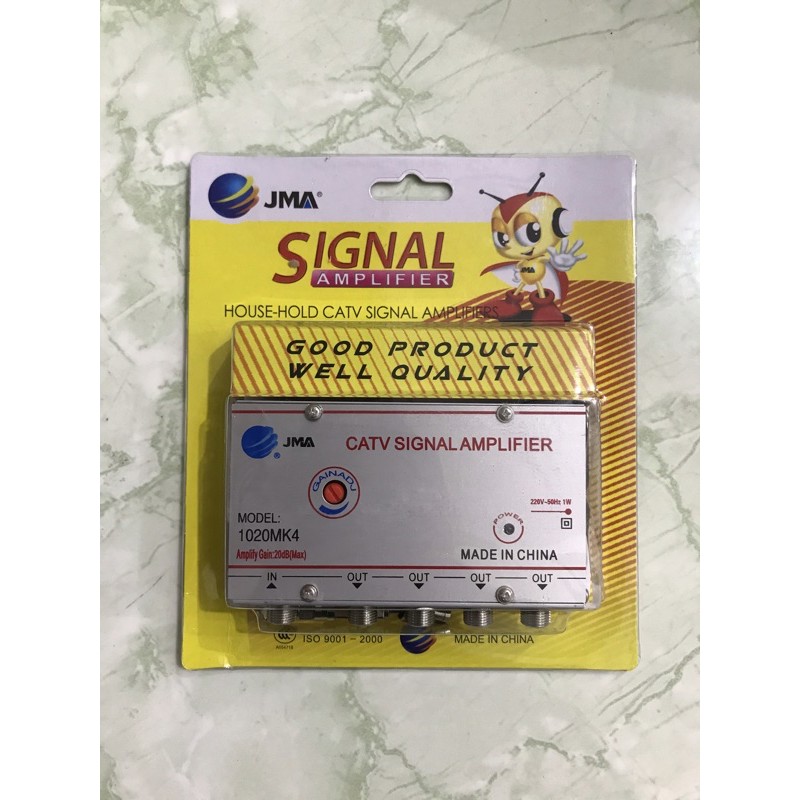 JMA®
SIGNAL
AMPLIFIER
JMA
HOUSE-HOLD CATV SIGNAL AMPLIFIERS
GOOD PRODUCT
WELL QUALITY
JMA
®
CATV SIGNAL AMPLIFIER
GAIN ADJ
220V~50Hz 1W
MODEL:
1020MK4
POWER
Amplify Gain:20dB(Max)
MADE IN CHINA
IN OUT OUT OUT OUT
ISO 9001-2000
MADE IN CHINA